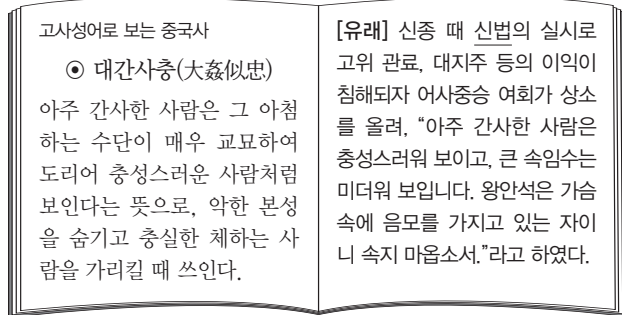 고사성어로 보는 중국사
⊙ 대간사충(大姦似忠)
아주 간사한 사람은 그 아첨
하는 수단이 매우 교묘하여
도리어 충성스러운 사람처럼
보인다는 뜻으로, 악한 본성
을 숨기고 충실한 체하는 사
람을 가리킬 때 쓰인다.
[유래] 신종 때 신법의 실시로
고위 관료, 대지주 등의 이익이
침해되자 어사중승 여회가 상소
를 올려, “아주 간사한 사람은
충성스러워 보이고, 큰 속임수는
미더워 보입니다. 왕안석은 가슴
속에 음모를 가지고 있는 자이
니 속지 마옵소서.”라고 하였다.